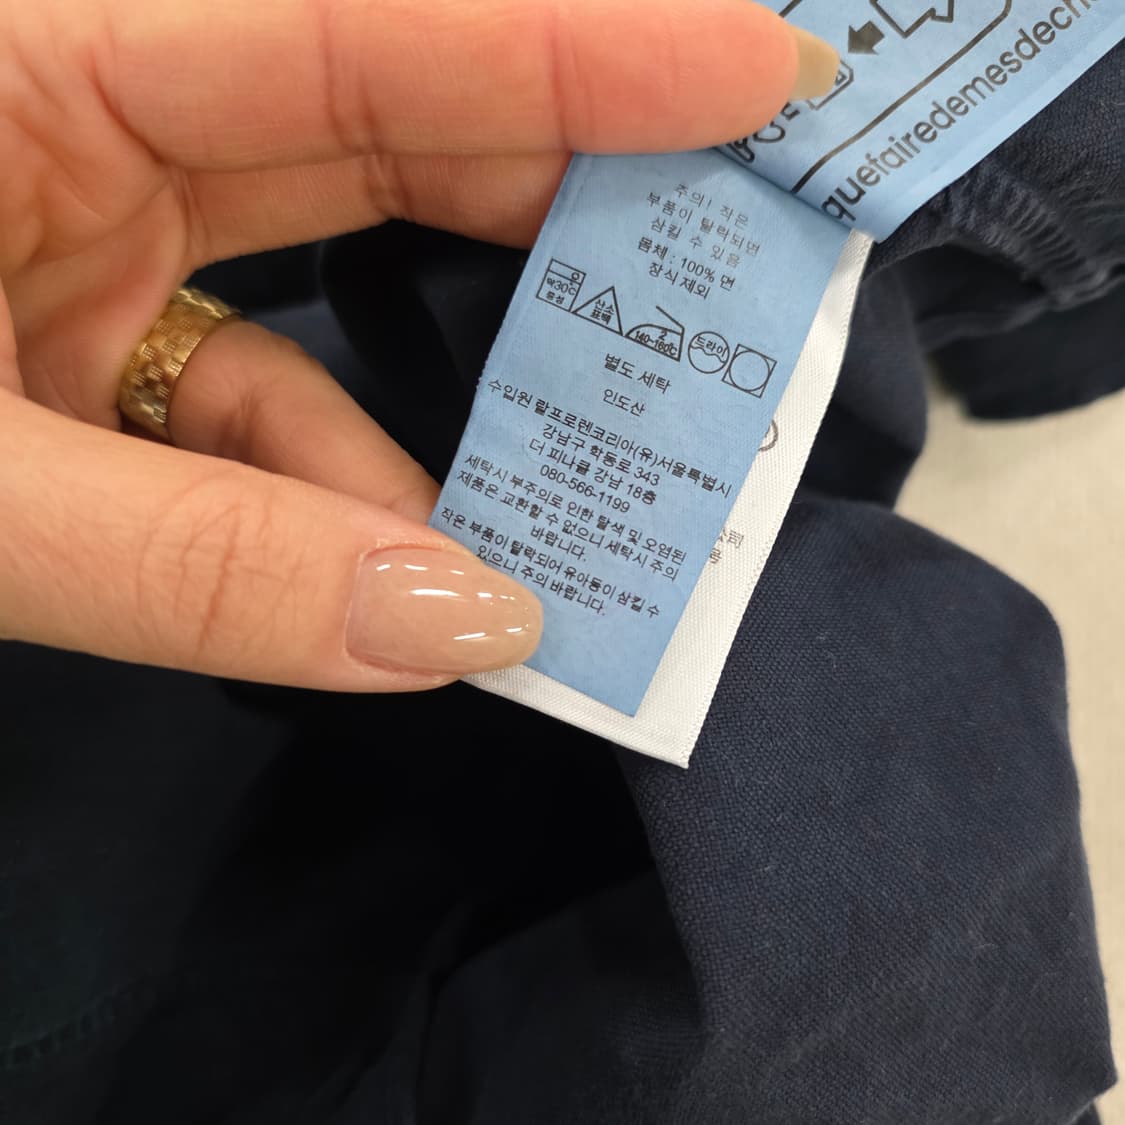 quefairedemesdech
주의! 작은
부품이 탈락되면
삼킬 수 있음
몸체 : 100% 면
장식 제외
약30℃
중성
산소
표백
2
140~160℃
드라이
별도 세탁
인도산
수입원 랄프로렌코리아(유)서울특별시
강남구 학동로 343
더 피나클 강남 18층
080-566-1199
세탁시 부주의로 인한 탈색 및 오염된
제품은 교환할 수 없으니 세탁시 주의
바랍니다.
작은 부품이 탈락되어 유아동이 삼킬 수
있으니 주의 바랍니다.